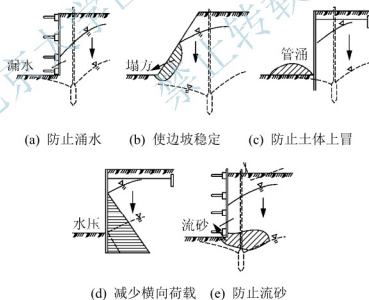 漏水
塌方
管涌
(a) 防止涌水
(b) 使边坡稳定
(c) 防止土体上冒
水压
流砂
(d) 减少横向荷载
(e) 防止流砂